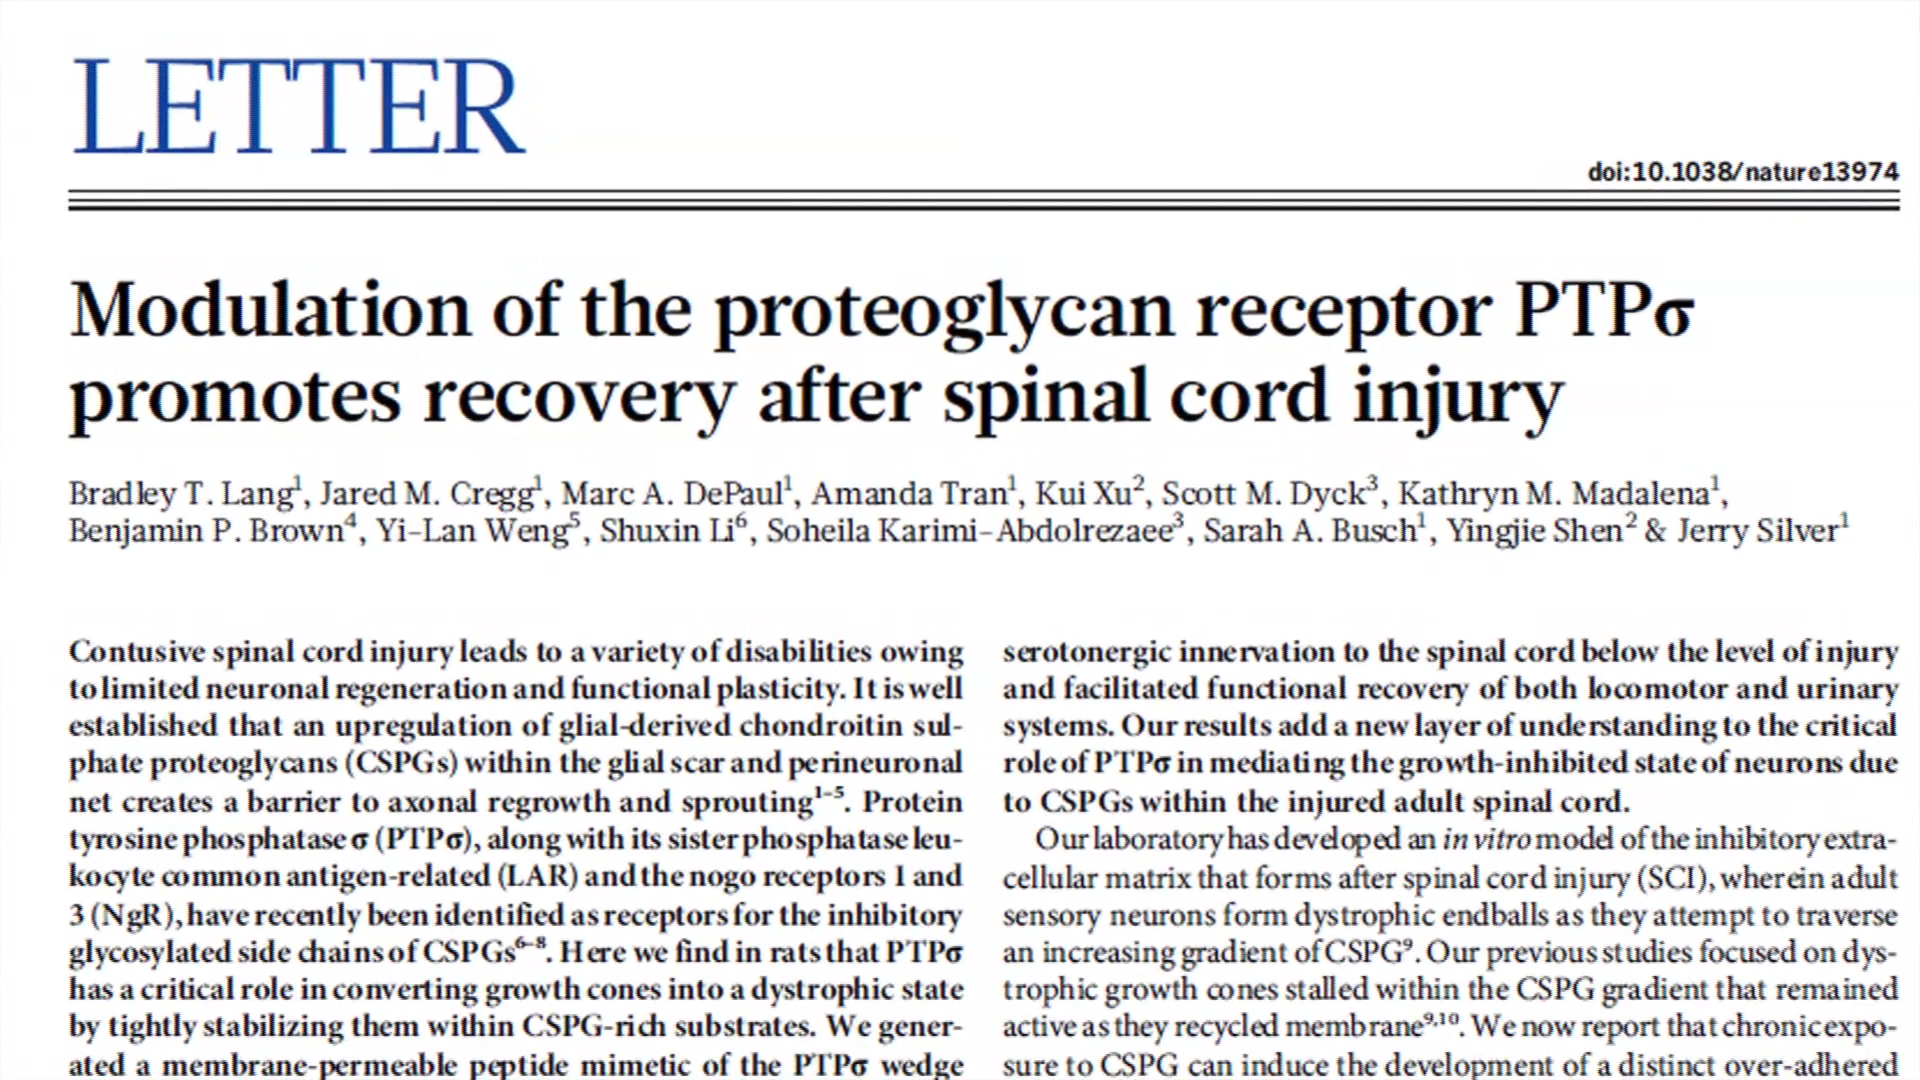 LETTER
doi:10.1038/nature13974
Modulation of the proteoglycan receptor PTPσ
promotes recovery after spinal cord injury
Bradley T. Lang¹, Jared M. Cregg¹, Marc A. DePaul¹, Amanda Tran¹, Kui Xu², Scott M. Dyck³, Kathryn M. Madalena¹,
Benjamin P. Brown⁴, Yi-Lan Weng⁵, Shuxin Li⁶, Soheila Karimi-Abdolrezaee³, Sarah A. Busch¹, Yingjie Shen² & Jerry Silver¹
Contusive spinal cord injury leads to a variety of disabilities owing
to limited neuronal regeneration and functional plasticity. It is well
established that an upregulation of glial-derived chondroitin sul-
phate proteoglycans (CSPGs) within the glial scar and perineuronal
net creates a barrier to axonal regrowth and sprouting¹⁻⁵. Protein
tyrosine phosphatase σ (PTPσ), along with its sister phosphatase leu-
kocyte common antigen-related (LAR) and the nogo receptors 1 and
3 (NgR), have recently been identified as receptors for the inhibitory
glycosylated side chains of CSPGs⁶⁻⁸. Here we find in rats that PTPσ
has a critical role in converting growth cones into a dystrophic state
by tightly stabilizing them within CSPG-rich substrates. We gener-
ated a membrane-permeable peptide mimetic of the PTPσ wedge
serotonergic innervation to the spinal cord below the level of injury
and facilitated functional recovery of both locomotor and urinary
systems. Our results add a new layer of understanding to the critical
role of PTPσ in mediating the growth-inhibited state of neurons due
to CSPGs within the injured adult spinal cord.
Our laboratory has developed an in vitro model of the inhibitory extra-
cellular matrix that forms after spinal cord injury (SCI), wherein adult
sensory neurons form dystrophic endballs as they attempt to traverse
an increasing gradient of CSPG⁹. Our previous studies focused on dys-
trophic growth cones stalled within the CSPG gradient that remained
active as they recycled membrane⁹,¹⁰. We now report that chronic expo-
sure to CSPG can induce the development of a distinct over-adhered